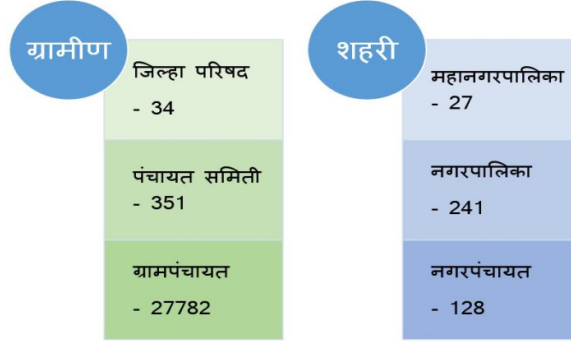 ग्रामीण
जिल्हा परिषद
- 34
पंचायत समिती
- 351
ग्रामपंचायत
- 27782
शहरी
महानगरपालिका
- 27
नगरपालिका
- 241
नगरपंचायत
- 128